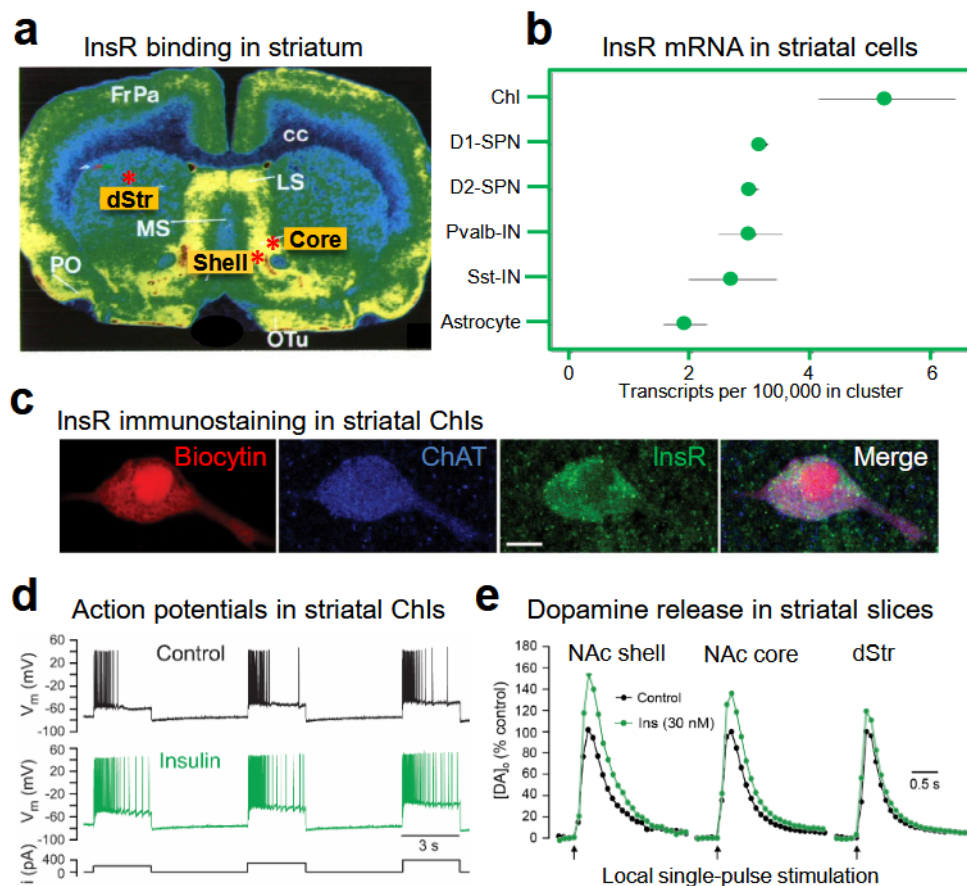 a
InsR binding in striatum
FrPa
cc
dStr
LS
MS
Core
Shell
PO
OTu
b
InsR mRNA in striatal cells
ChI
D1-SPN
D2-SPN
Pvalb-IN
Sst-IN
Astrocyte
0 2 4 6
Transcripts per 100,000 in cluster
c
InsR immunostaining in striatal ChIs
Biocytin
ChAT
InsR
Merge
d
Action potentials in striatal ChIs
Vm (mV)
60
20
-20
-60
-100
Control
Vm (mV)
60
20
-20
-60
-100
Insulin
3 s
i (pA)
400
0
e
Dopamine release in striatal slices
[DA]o (% control)
180
160
140
120
100
80
60
40
20
0
NAc shell
NAc core
dStr
Control
Ins (30 nM)
0.5 s
Local single-pulse stimulation